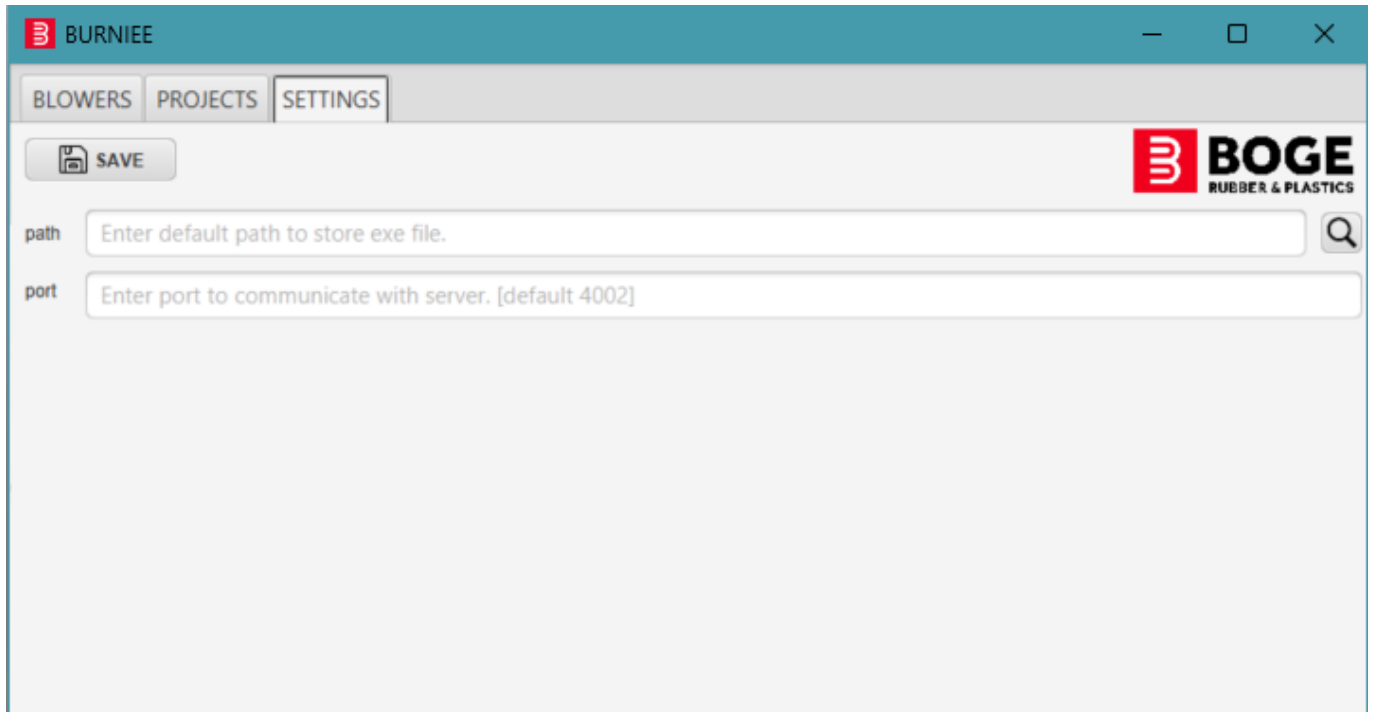 BURNIEE
BLOWERS PROJECTS SETTINGS
SAVE
BOGE
RUBBER & PLASTICS
path Enter default path to store exe file.
port Enter port to communicate with server. [default 4002]